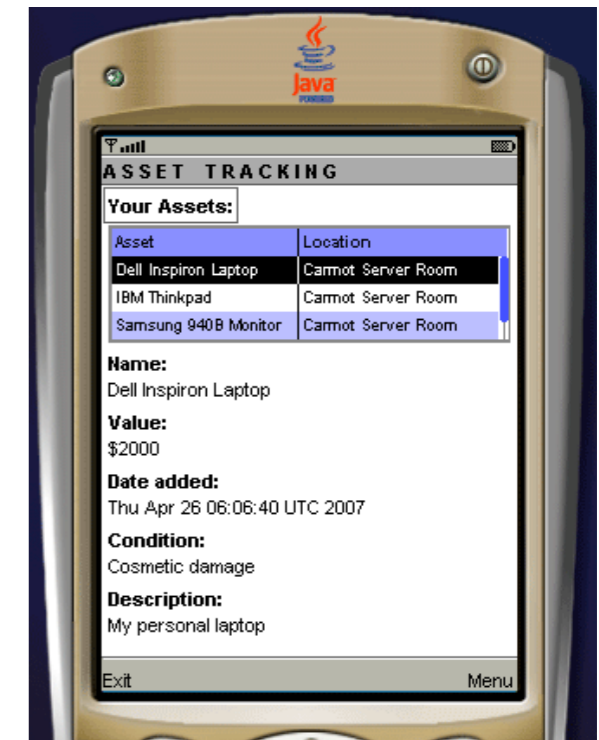 Java
POWERED
ASSET TRACKING
Your Assets:
Asset Location
Dell Inspiron Laptop Carmot Server Room
IBM Thinkpad Carmot Server Room
Samsung 940B Monitor Carmot Server Room
Name:
Dell Inspiron Laptop
Value:
$2000
Date added:
Thu Apr 26 06:06:40 UTC 2007
Condition:
Cosmetic damage
Description:
My personal laptop
Exit Menu